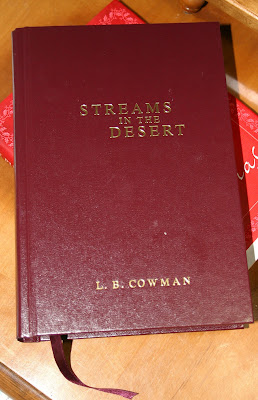 STREAMS
IN THE
DESERT
L. B. COWMAN